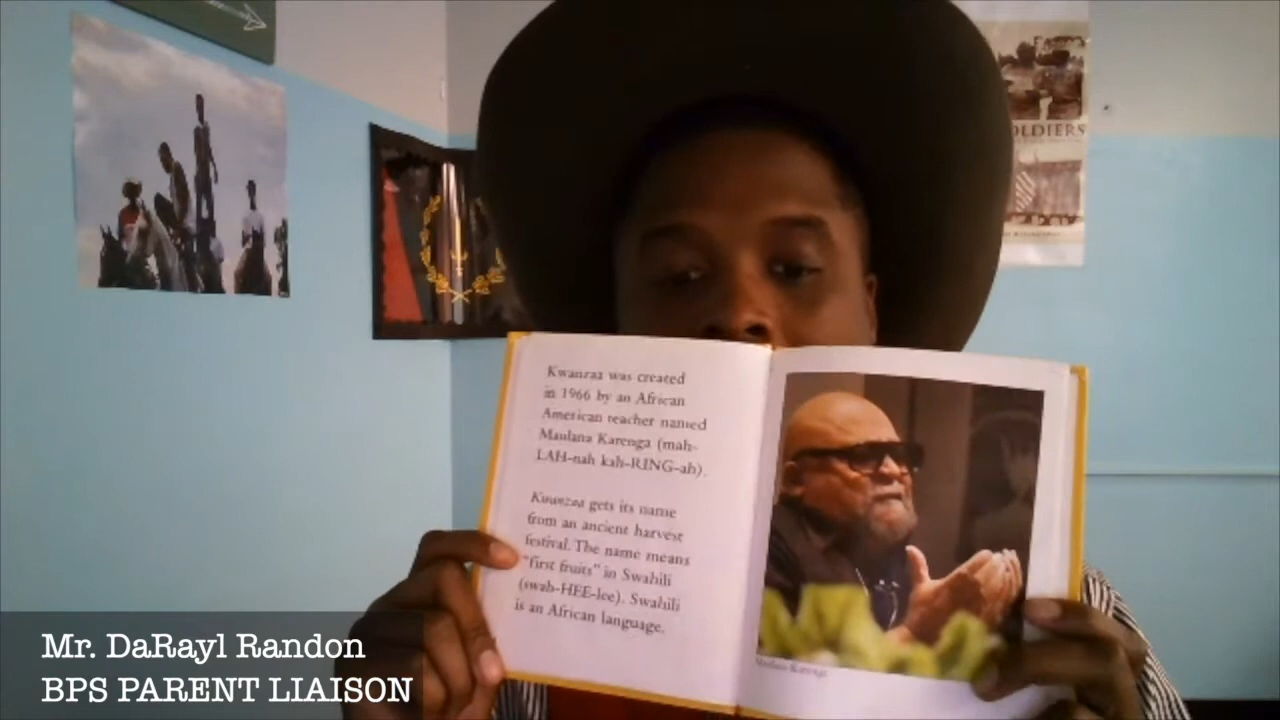 OLDIERS
Kwanzaa was created
in 1966 by an African
American teacher named
Maulana Karenga (mah-
LAH-nah kah-RING-ah).
Kwanzaa gets its name
from an ancient harvest
festival. The name means
"first fruits" in Swahili
(swah-HEE-lee). Swahili
is an African language.
Maulana Karenga
Mr. DaRayl Randon
BPS PARENT LIAISON